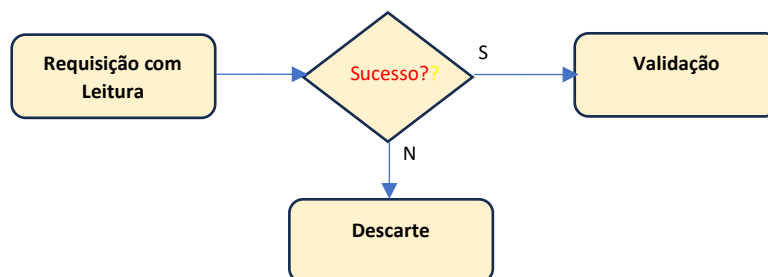 Requisição com
Leitura
Sucesso??
S
Validação
N
Descarte